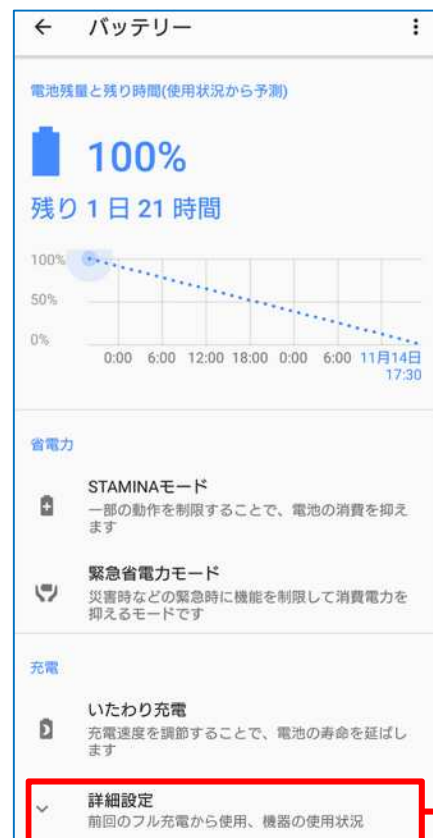 バッテリー
電池残量と残り時間(使用状況から予測)
100%
残り 1 日 21 時間
100%
50%
0%
0:00 6:00 12:00 18:00 0:00 6:00 11月14日
17:30
省電力
STAMINAモード
一部の動作を制限することで、電池の消費を抑え
ます
緊急省電力モード
災害時などの緊急時に機能を制限して消費電力を
抑えるモードです
充電
いたわり充電
充電速度を調節することで、電池の寿命を延ばし
ます
詳細設定
前回のフル充電から使用、機器の使用状況